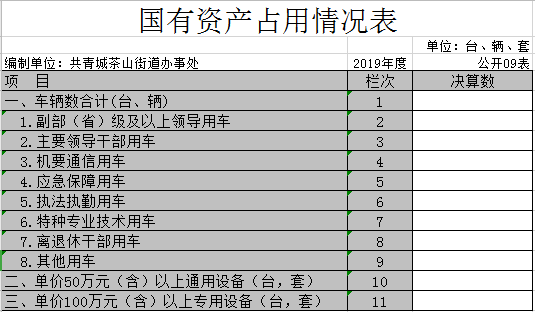 国有资产占用情况表
单位：台、辆、套
编制单位：共青城茶山街道办事处 2019年度 公开09表
项 目 栏次 决算数
一、车辆数合计(台、辆) 1
1.副部（省）级及以上领导用车 2
2.主要领导干部用车 3
3.机要通信用车 4
4.应急保障用车 5
5.执法执勤用车 6
6.特种专业技术用车 7
7.离退休干部用车 8
8.其他用车 9
二、单价50万元（含）以上通用设备（台，套） 10
三、单价100万元（含）以上专用设备（台，套） 11